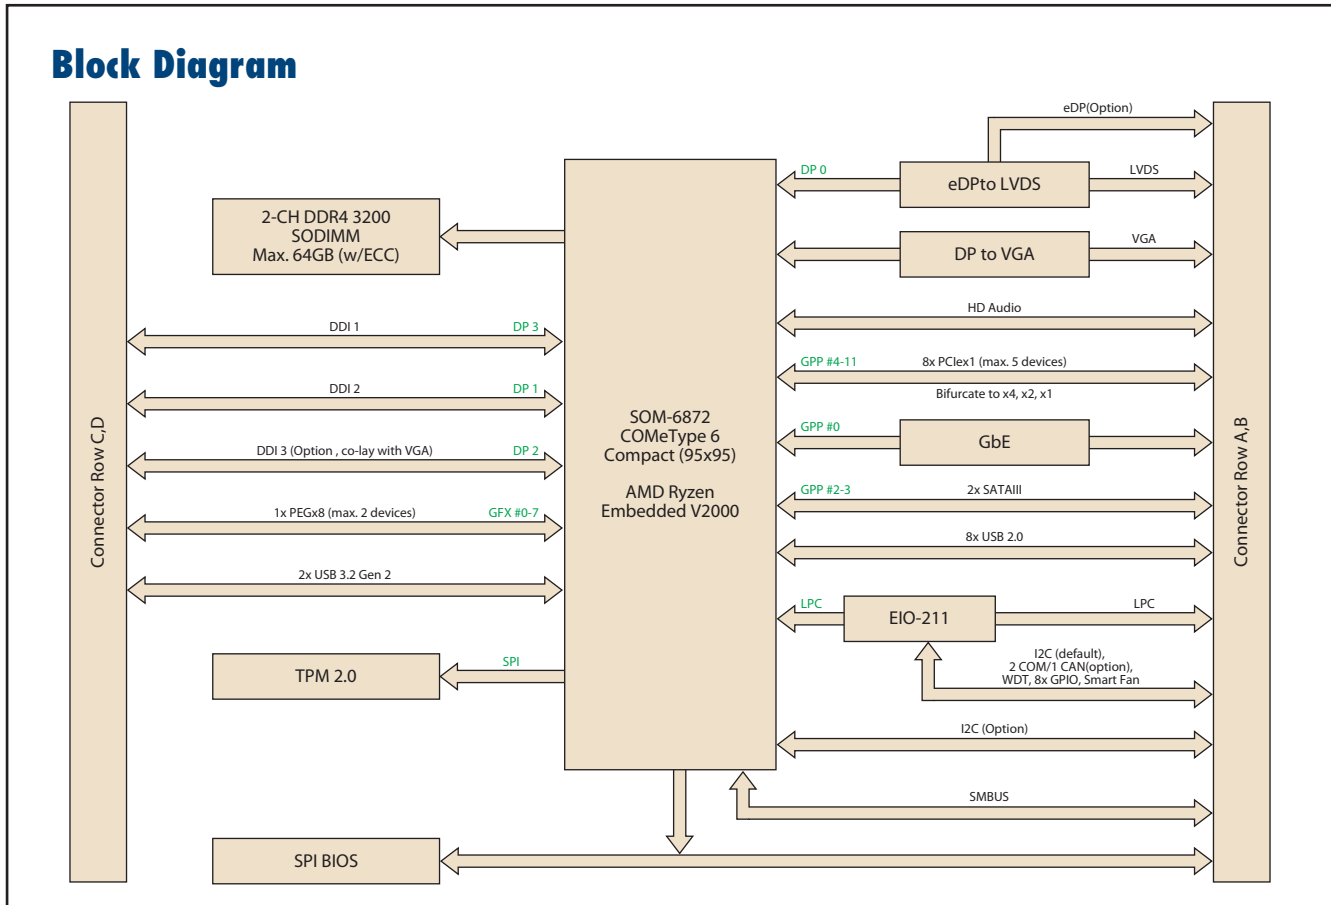 Block Diagram
Connector Row C,D
2-CH DDR4 3200
SODIMM
Max. 64GB (w/ECC)
DDI 1
DP 3
DDI 2
DP 1
DDI 3 (Option , co-lay with VGA)
DP 2
1x PEGx8 (max. 2 devices)
GFX #0-7
2x USB 3.2 Gen 2
TPM 2.0
SPI
SPI BIOS
SOM-6872
COMeType 6
Compact (95x95)
AMD Ryzen
Embedded V2000
eDP(Option)
DP 0
eDPto LVDS
LVDS
DP to VGA
VGA
HD Audio
GPP #4-11
8x PCIex1 (max. 5 devices)
Bifurcate to x4, x2, x1
GPP #0
GbE
GPP #2-3
2x SATAIII
8x USB 2.0
LPC
EIO-211
LPC
I2C (default),
2 COM/1 CAN(option),
WDT, 8x GPIO, Smart Fan
I2C (Option)
SMBUS
Connector Row A,B